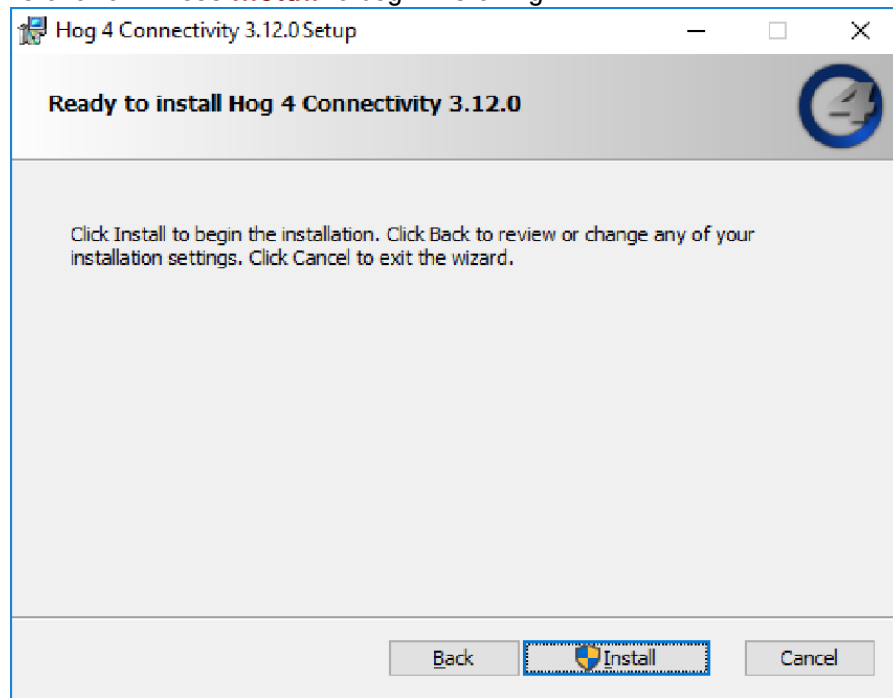 Hog 4 Connectivity 3.12.0 Setup
Ready to install Hog 4 Connectivity 3.12.0
4
Click Install to begin the installation. Click Back to review or change any of your
installation settings. Click Cancel to exit the wizard.
Back Install Cancel